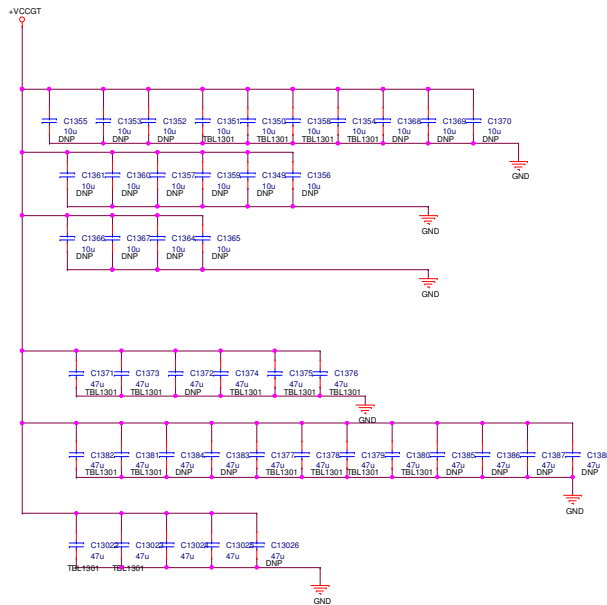 +VCCGT
C1355 C1353 C1352 C1351 C1350 C1358 C1354 C1368 C1369 C1370
10u 10u 10u 10u 10u 10u 10u 10u 10u 10u
DNP DNP DNP TBL1301 TBL1301 TBL1301 TBL1301 DNP DNP DNP
GND
C1361 C1360 C1357 C1359 C1349 C1356
10u 10u 10u 10u 10u 10u
DNP DNP DNP DNP DNP DNP
GND
C1366 C1367 C1364 C1365
10u 10u 10u 10u
DNP DNP DNP DNP
GND
C1371 C1373 C1372 C1374 C1375 C1376
47u 47u 47u 47u 47u 47u
TBL1301 TBL1301 DNP TBL1301 TBL1301 TBL1301
GND
C1382 C1381 C1384 C1383 C1377 C1378 C1379 C1380 C1385 C1386 C1387
47u 47u 47u 47u 47u 47u 47u 47u 47u 47u 47u 47u
TBL1301 TBL1301 DNP DNP TBL1301 TBL1301 TBL1301 TBL1301 DNP DNP DNP DNP
GND
C13022 C13024 C13025 C13026
47u 47u 47u 47u 47u
TBL1301 TBL1301 DNP
GND